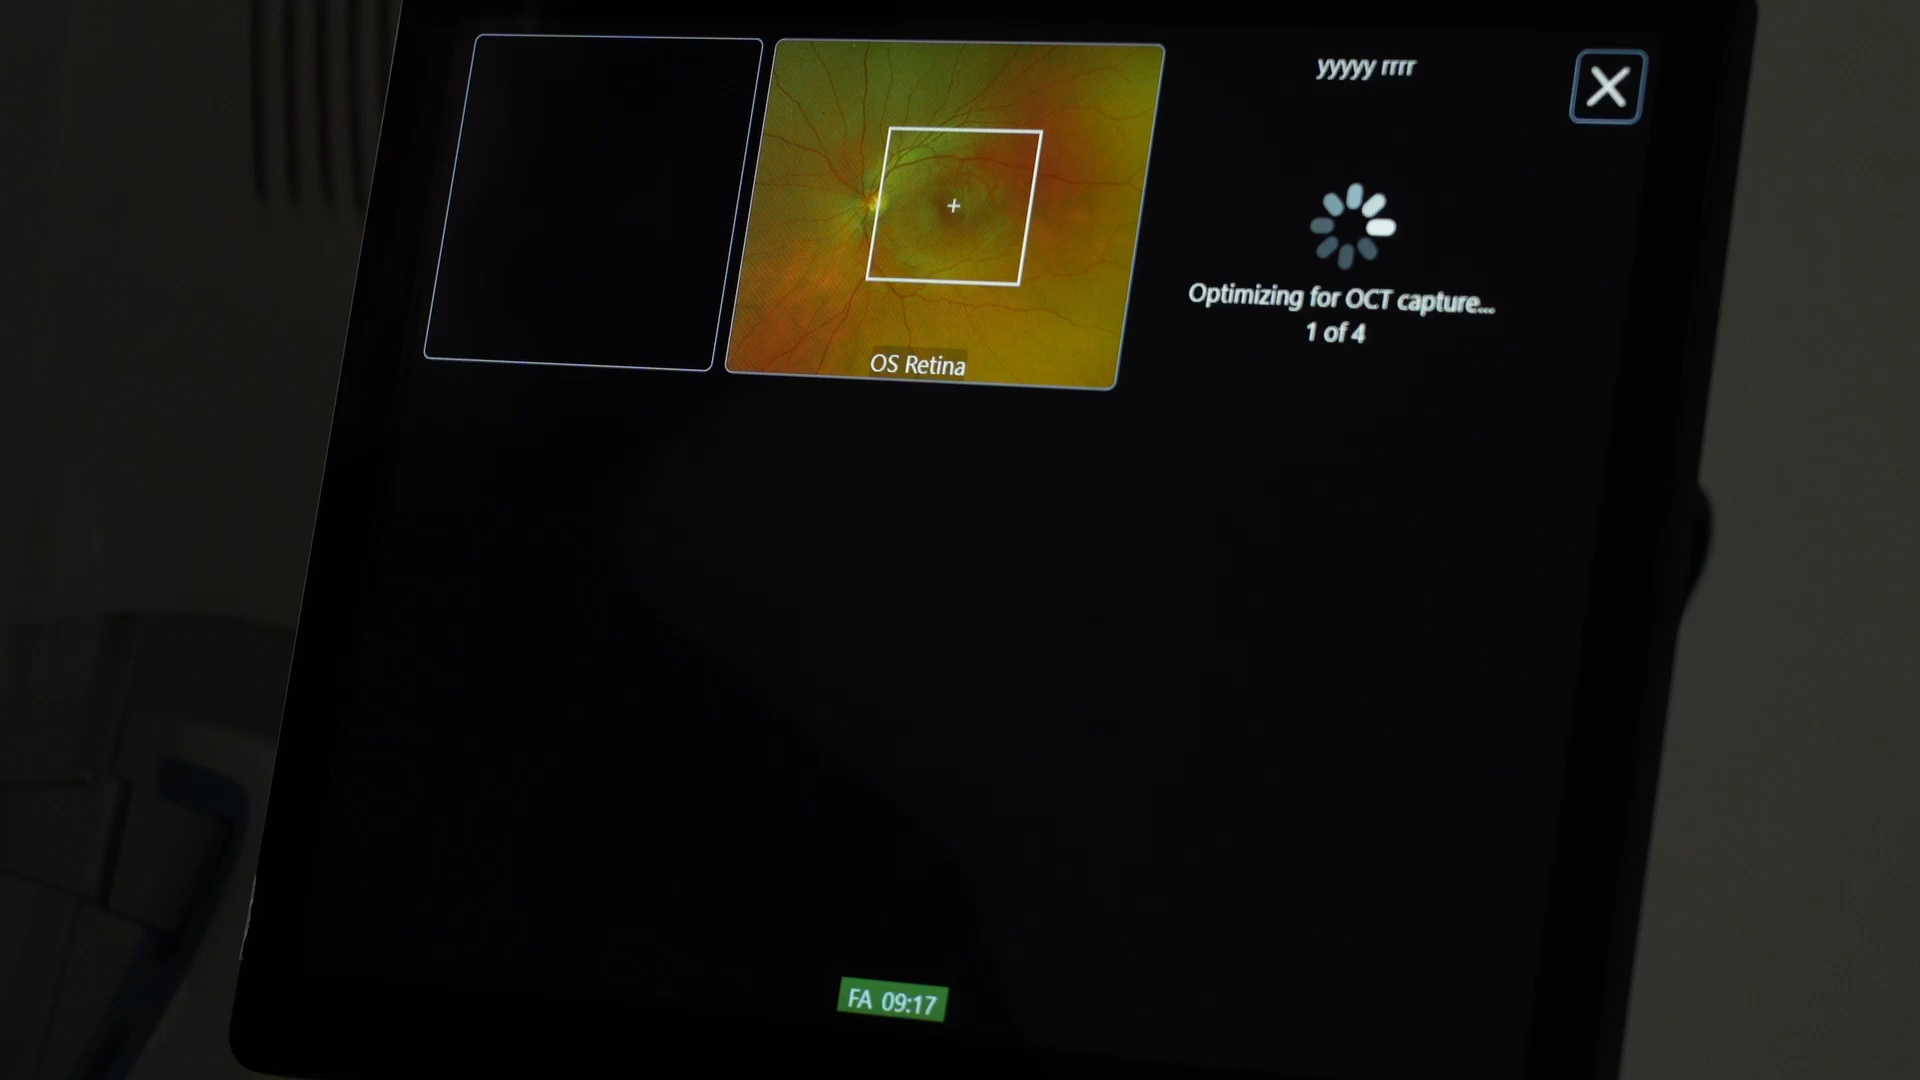 yyyyy rrrr
Optimizing for OCT capture...
1 of 4
OS Retina
FA 09:17